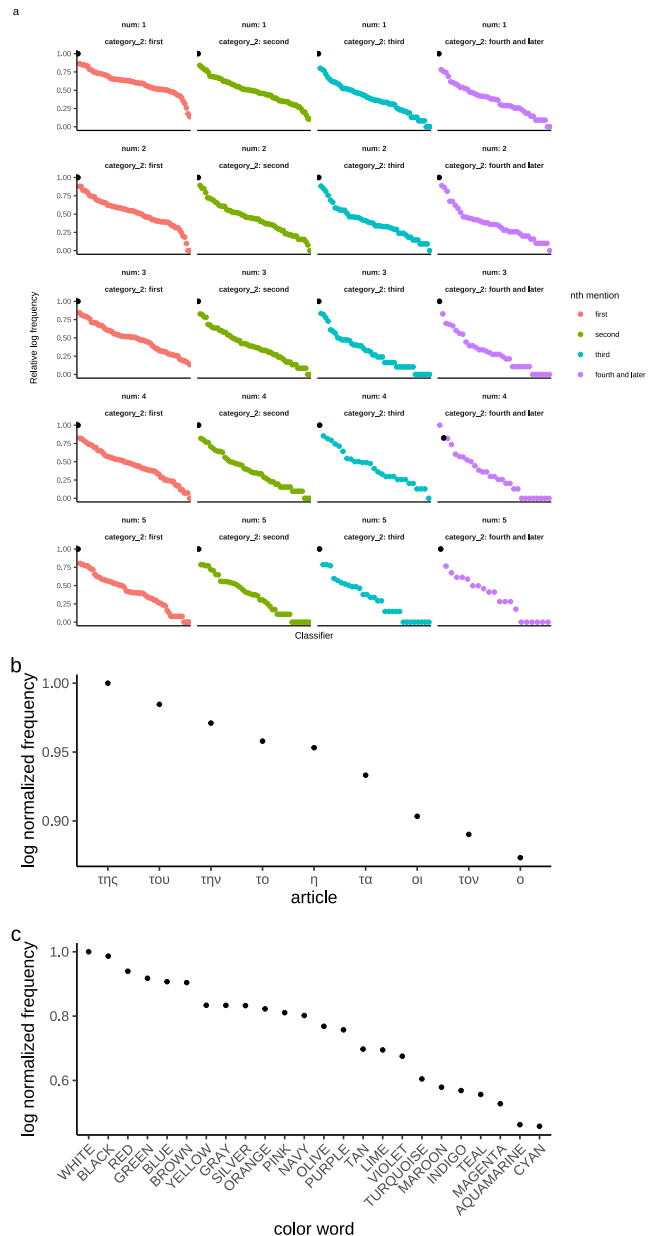 a
num: 1 num: 1 num: 1 num: 1
category_2: first category_2: second category_2: third category_2: fourth and later
1.00
0.75
0.50
0.25
0.00
num: 2 num: 2 num: 2 num: 2
category_2: first category_2: second category_2: third category_2: fourth and later
1.00
0.75
0.50
0.25
0.00
num: 3 num: 3 num: 3 num: 3
category_2: first category_2: second category_2: third category_2: fourth and later
1.00
0.75
0.50
0.25
0.00
num: 4 num: 4 num: 4 num: 4
category_2: first category_2: second category_2: third category_2: fourth and later
1.00
0.75
0.50
0.25
0.00
num: 5 num: 5 num: 5 num: 5
category_2: first category_2: second category_2: third category_2: fourth and later
1.00
0.75
0.50
0.25
0.00
Relative log frequency
Classifier
nth mention
first
second
third
fourth and later
b
log normalized frequency
1.00
0.95
0.90
της του την το η τα οι τον ο
article
c
log normalized frequency
1.0
0.8
0.6
WHITE BLACK RED GREEN BLUE BROWN YELLOW GRAY SILVER ORANGE PINK NAVY OLIVE PURPLE TAN LIME VIOLET TURQUOISE MAROON INDIGO TEAL MAGENTA AQUAMARINE CYAN
color word